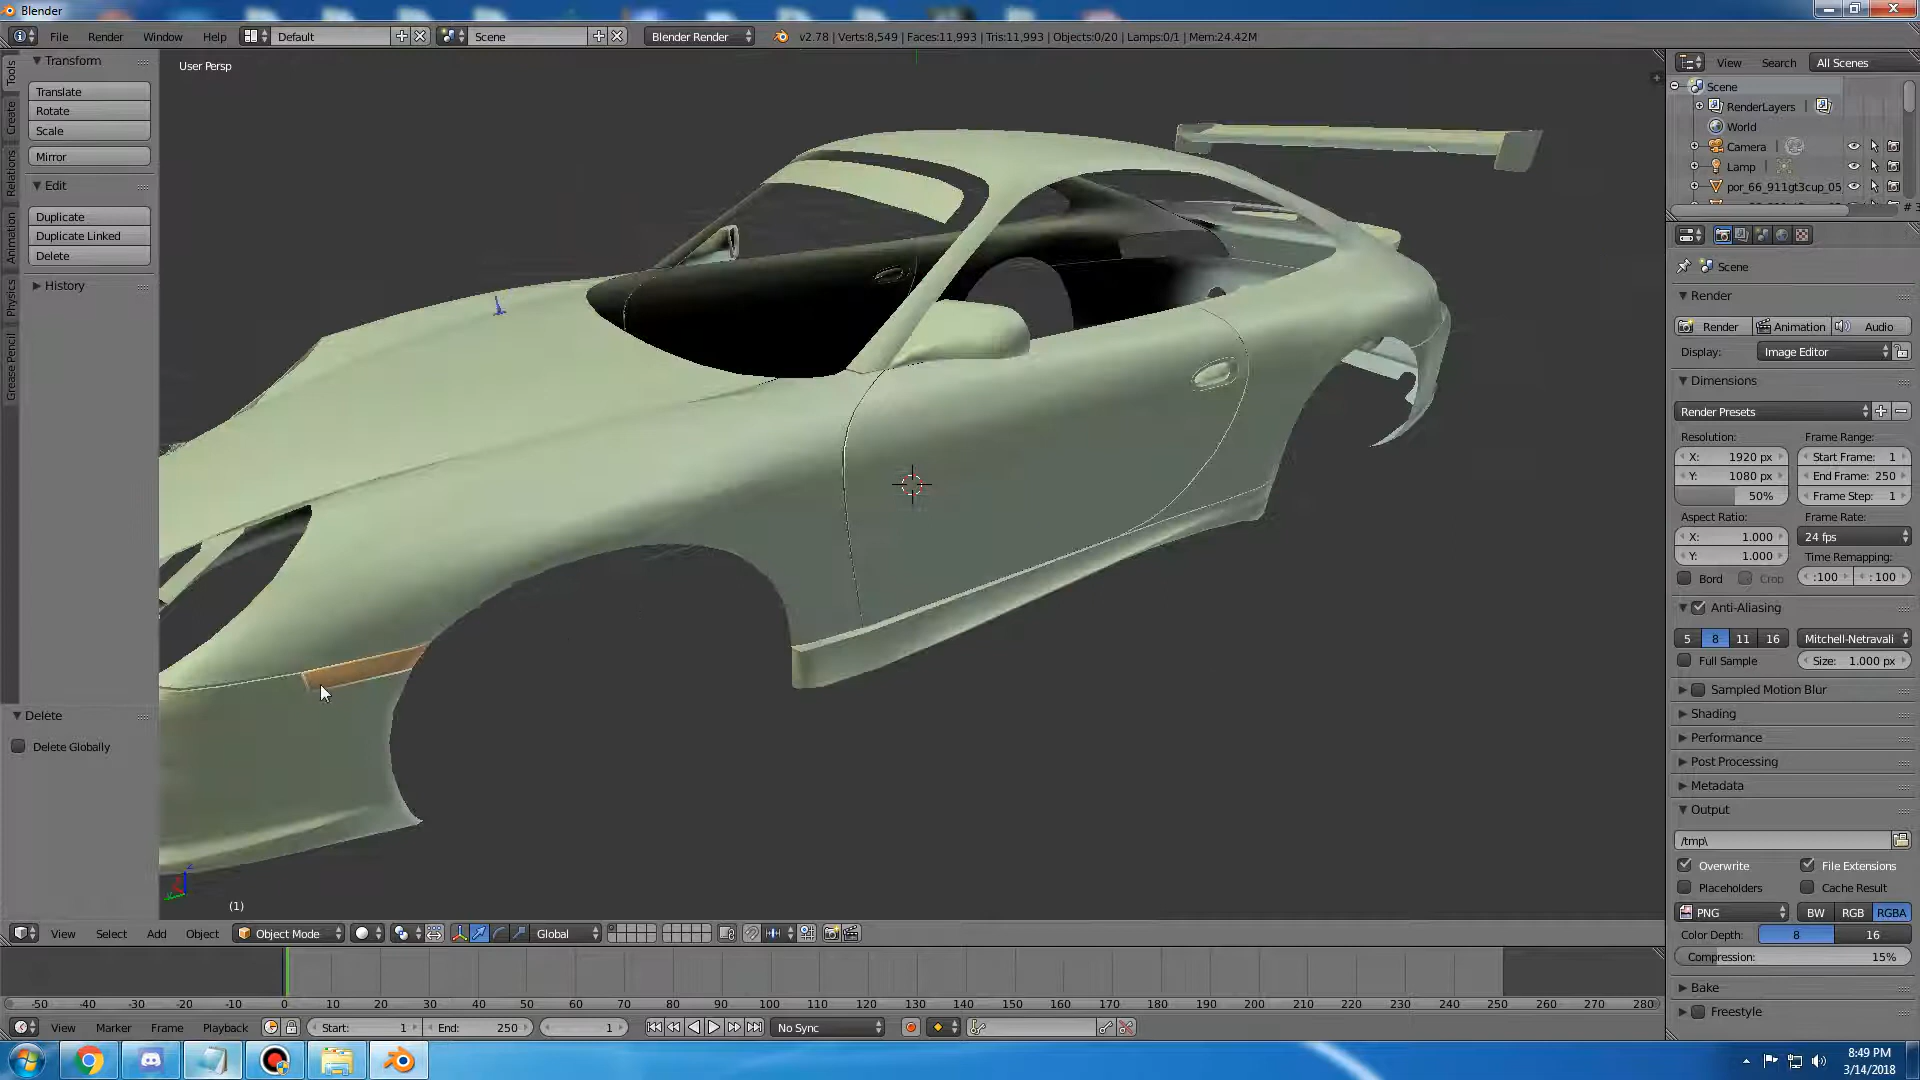 Blender
File Render Window Help Default Scene Blender Render v2.78 | Verts:8,549 | Faces:11,993 | Tris:11,993 | Objects:0/20 | Lamps:0/1 | Mem:24.42M
Tools
Create
Relations
Animation
Physics
Grease Pencil
Transform
Translate
Rotate
Scale
Mirror
Edit
Duplicate
Duplicate Linked
Delete
History
Delete
Delete Globally
User Persp
(1)
View Select Add Object Object Mode Global
-50 -40 -30 -20 -10 0 10 20 30 40 50 60 70 80 90 100 110 120 130 140 150 160 170 180 190 200 210 220 230 240 250 260 270 280
View Marker Frame Playback Start: 1 End: 250 1 No Sync
View Search All Scenes
Scene
RenderLayers
World
Camera
Lamp
por_66_911gt3cup_05
Scene
Render
Render Animation Audio
Display: Image Editor
Dimensions
Render Presets
Resolution: Frame Range:
X: 1920 px Start Frame: 1
Y: 1080 px End Frame: 250
50% Frame Step: 1
Aspect Ratio: Frame Rate:
X: 1.000 24 fps
Y: 1.000 Time Remapping:
Bord Crop :100 : 100
Anti-Aliasing
5 8 11 16 Mitchell-Netravali
Full Sample Size: 1.000 px
Sampled Motion Blur
Shading
Performance
Post Processing
Metadata
Output
/tmp\
Overwrite File Extensions
Placeholders Cache Result
PNG BW RGB RGBA
Color Depth: 8 16
Compression: 15%
Bake
Freestyle
8:49 PM
3/14/2018